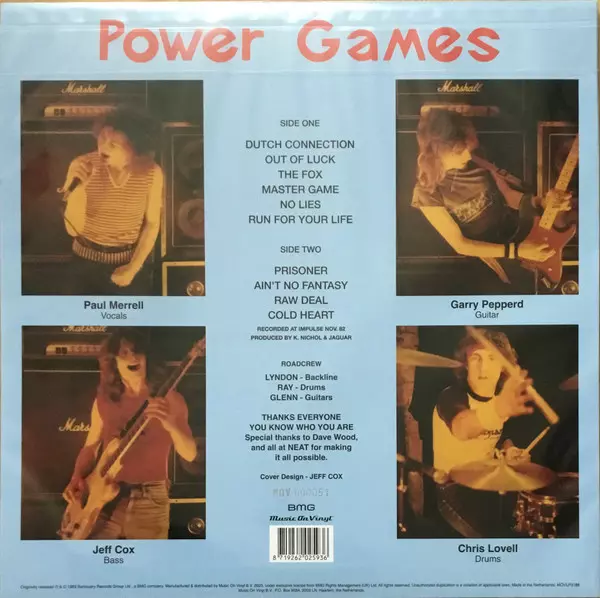 Power Games
Marshall
Marshall
SIDE ONE
DUTCH CONNECTION
OUT OF LUCK
THE FOX
MASTER GAME
NO LIES
RUN FOR YOUR LIFE
SIDE TWO
PRISONER
AIN'T NO FANTASY
RAW DEAL
COLD HEART
RECORDED AT IMPULSE NOV. 82
PRODUCED BY K. NICHOL & JAGUAR
Paul Merrell
Vocals
Garry Pepperd
Guitar
ROADCREW
LYNDON - Backline
RAY - Drums
GLENN - Guitars
THANKS EVERYONE
YOU KNOW WHO YOU ARE
Special thanks to Dave Wood,
and all at NEAT for making
it all possible.
Cover Design - JEFF COX
BMG
Music On Vinyl
8 719262 025936
Jeff Cox
Bass
Chris Lovell
Drums